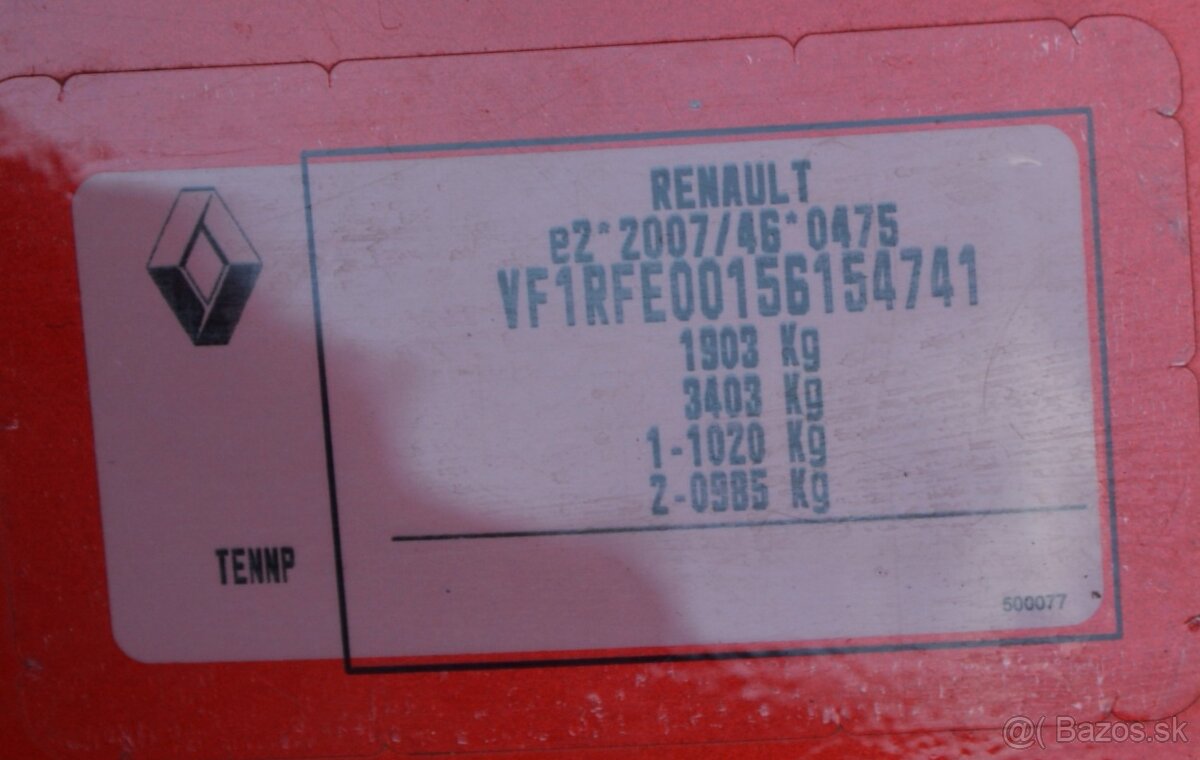 RENAULT
e2*2007/46*0475
VF1RFE00156154741
1903 Kg
3403 Kg
1-1020 Kg
2-0985 Kg
TENNP
500077
@( Bazos.sk